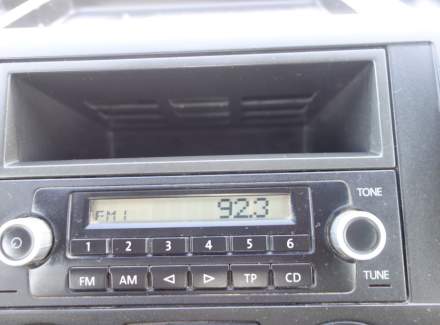 TONE
FM1 92.3
1 2 3 4 5 6
FM AM ◁ ▷ TP CD
TUNE